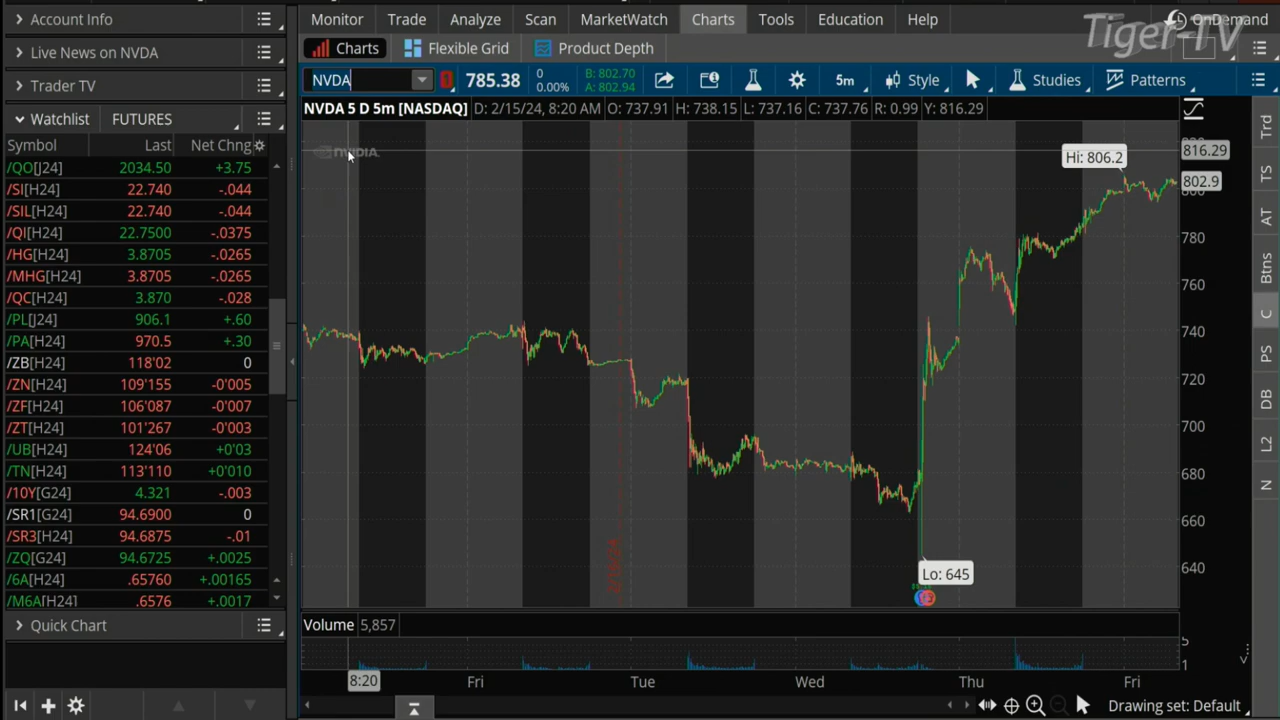 Account Info
Live News on NVDA
Trader TV
Watchlist FUTURES
Symbol Last Net Chng
/QO[J24] 2034.50 +3.75
/SI[H24] 22.740 -.044
/SIL[H24] 22.740 -.044
/QI[H24] 22.7500 -.0375
/HG[H24] 3.8705 -.0265
/MHG[H24] 3.8705 -.0265
/QC[H24] 3.870 -.028
/PL[J24] 906.1 +.60
/PA[H24] 970.5 +.30
/ZB[H24] 118'02 0
/ZN[H24] 109'155 -0'005
/ZF[H24] 106'087 -0'007
/ZT[H24] 101'267 -0'003
/UB[H24] 124'06 +0'03
/TN[H24] 113'110 +0'010
/10Y[G24] 4.321 -.003
/SR1[G24] 94.6900 0
/SR3[H24] 94.6875 -.01
/ZQ[G24] 94.6725 +.0025
/6A[H24] .65760 +.00165
/M6A[H24] .6576 +.0017
Quick Chart
Monitor Trade Analyze Scan MarketWatch Charts Tools Education Help
OnDemand
Tiger-TV
Charts Flexible Grid Product Depth
NVDA 785.38 0 0.00% B: 802.70 A: 802.94 5m Style Studies Patterns
NVDA 5 D 5m [NASDAQ] D: 2/15/24, 8:20 AM O: 737.91 H: 738.15 L: 737.16 C: 737.76 R: 0.99 Y: 816.29
NVIDIA.
Hi: 806.2
816.29
802.9
780
760
740
720
700
680
660
640
Lo: 645
Volume 5,857
5
1
8:20 Fri Tue Wed Thu Fri
Drawing set: Default
Trd
TS
AT
Btns
C
PS
DB
L2
N